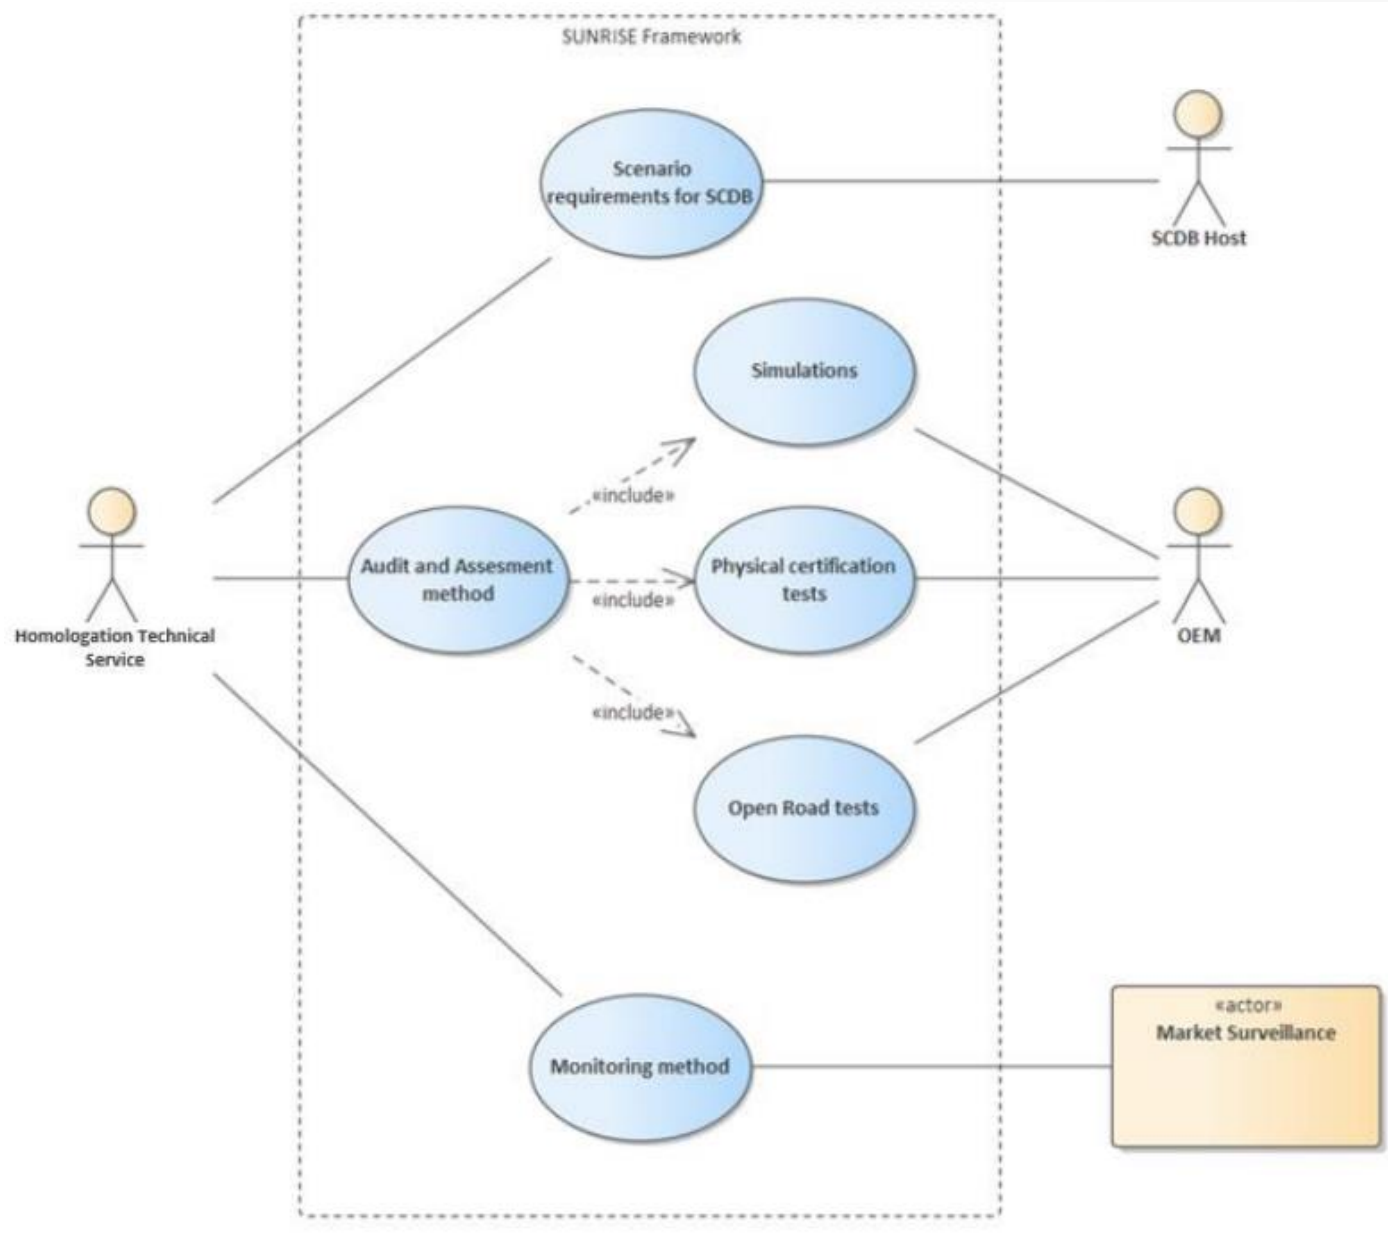 SUNRISE Framework
Scenario
requirements for SCDB
SCDB Host
Simulations
«include»
Audit and Assesment
method
Physical certification
tests
«include»
Homologation Technical
Service
OEM
«include»
Open Road tests
«actor»
Market Surveillance
Monitoring method